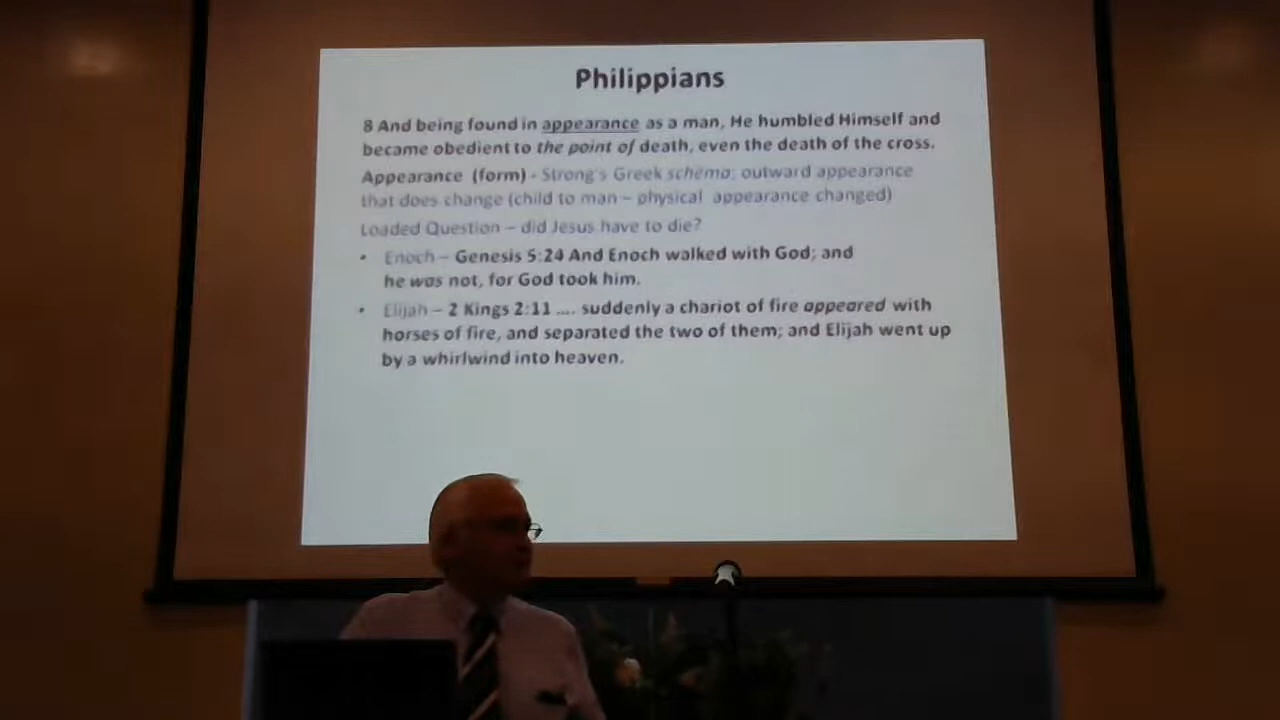 Philippians
8 And being found in appearance as a man, He humbled Himself and
became obedient to the point of death, even the death of the cross.
Appearance (form) - Strong's Greek schema; outward appearance
that does change (child to man – physical appearance changed)
Loaded Question – did Jesus have to die?
• Enoch – Genesis 5:24 And Enoch walked with God; and
he was not, for God took him.
• Elijah – 2 Kings 2:11 .... suddenly a chariot of fire appeared with
horses of fire, and separated the two of them; and Elijah went up
by a whirlwind into heaven.